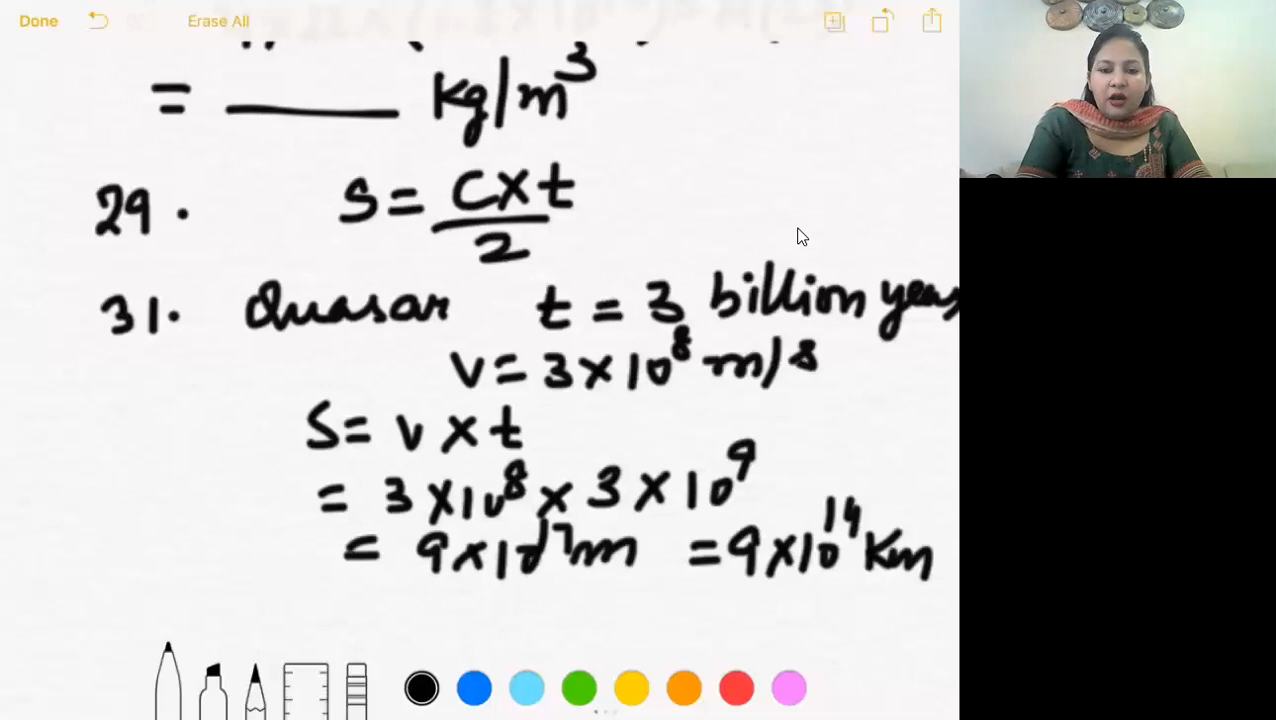 Done Erase All
= ______ kg/m³
29. S = C×t/2
31. Quasar t = 3 billion years
v = 3×10⁸ m/s
S = v × t
= 3×10⁸ × 3×10⁹
= 9×10¹⁷m = 9×10¹⁴ Km